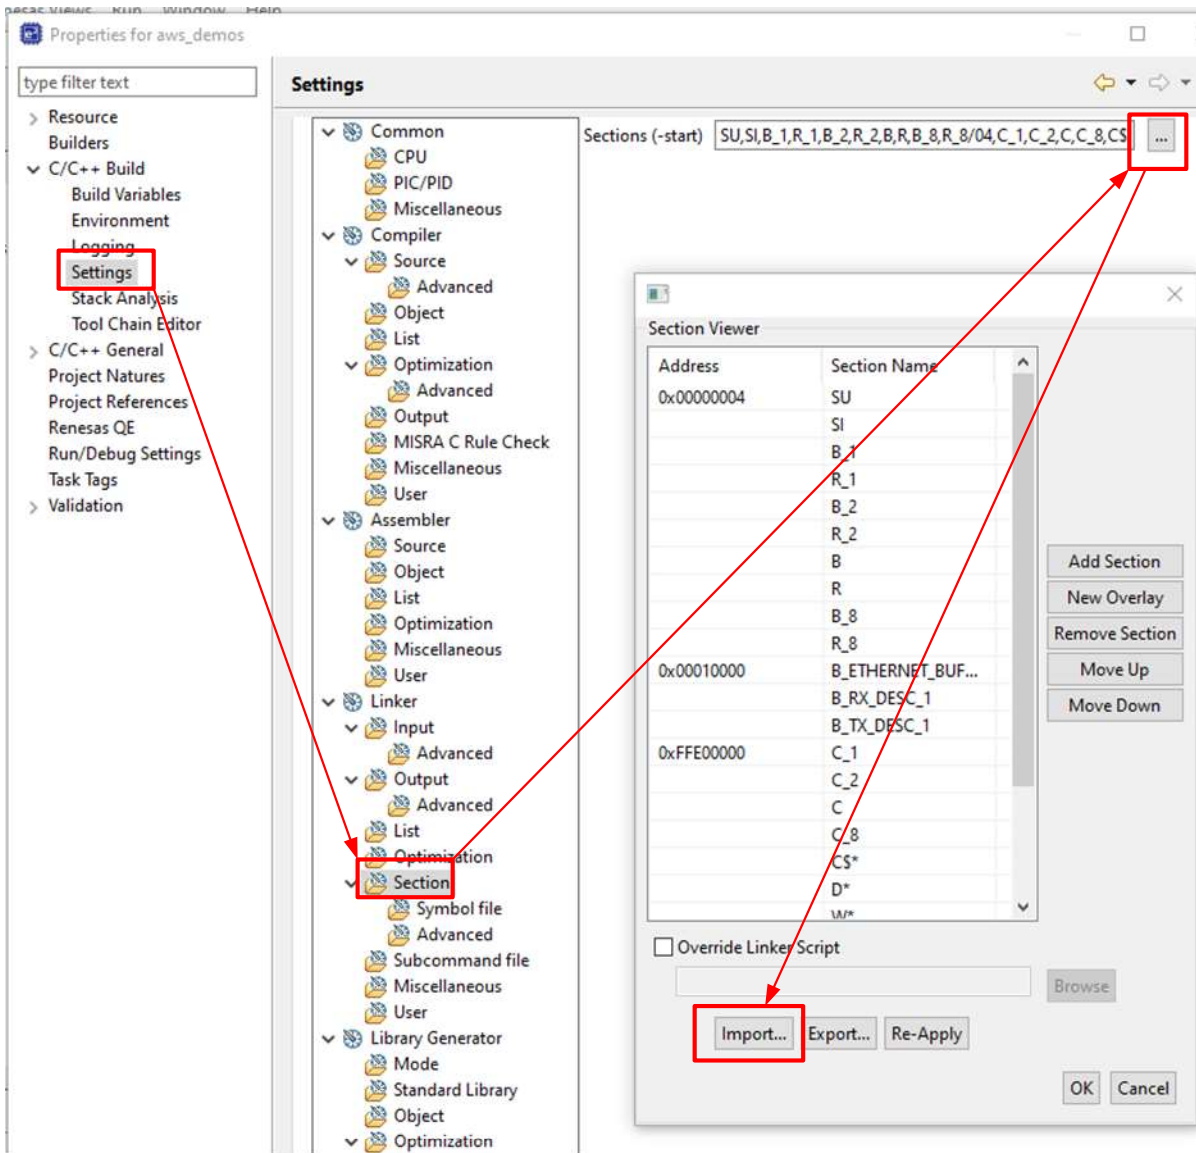 Renesas Views Run Window Help
Properties for aws_demos
type filter text
Settings
Resource
Builders
C/C++ Build
Build Variables
Environment
Logging
Settings
Stack Analysis
Tool Chain Editor
C/C++ General
Project Natures
Project References
Renesas QE
Run/Debug Settings
Task Tags
Validation
Common
CPU
PIC/PID
Miscellaneous
Compiler
Source
Advanced
Object
List
Optimization
Advanced
Output
MISRA C Rule Check
Miscellaneous
User
Assembler
Source
Object
List
Optimization
Miscellaneous
User
Linker
Input
Advanced
Output
Advanced
List
Optimization
Section
Symbol file
Advanced
Subcommand file
Miscellaneous
User
Library Generator
Mode
Standard Library
Object
Optimization
Sections (-start) SU,SI,B_1,R_1,B_2,R_2,B,R,B_8,R_8/04,C_1,C_2,C,C_8,C$ ...
Section Viewer
Address Section Name
0x00000004 SU
SI
B_1
R_1
B_2
R_2
B
R
B_8
R_8
0x00010000 B_ETHERNET_BUF...
B_RX_DESC_1
B_TX_DESC_1
0xFFE00000 C_1
C_2
C
C_8
C$*
D*
W*
Add Section
New Overlay
Remove Section
Move Up
Move Down
Override Linker Script
Browse
Import... Export... Re-Apply
OK Cancel